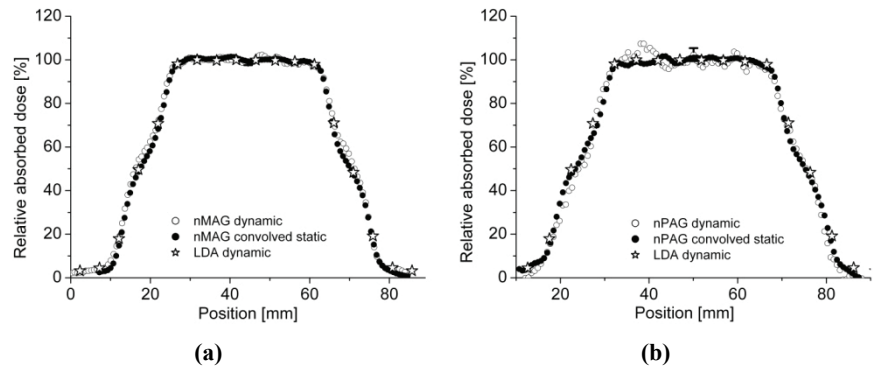 120
100
80
60
40
20
0
Relative absorbed dose [%]
nMAG dynamic
nMAG convolved static
LDA dynamic
0 20 40 60 80
Position [mm]
(a)
120
100
80
60
40
20
0
Relative absorbed dose [%]
nPAG dynamic
nPAG convolved static
LDA dynamic
20 40 60 80
Position [mm]
(b)